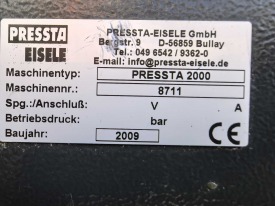 PRESSTA
EISELE
PRESSTA-EISELE GmbH
Bergstr. 9 D-56859 Bullay
Tel.: 049 6542 / 9362-0
E-mail: info@pressta-eisele.de
Maschinentyp: PRESSTA 2000
Maschinennr.: 8711
Spg./Anschluß: V A
Betriebsdruck: bar
Baujahr: 2009 CE